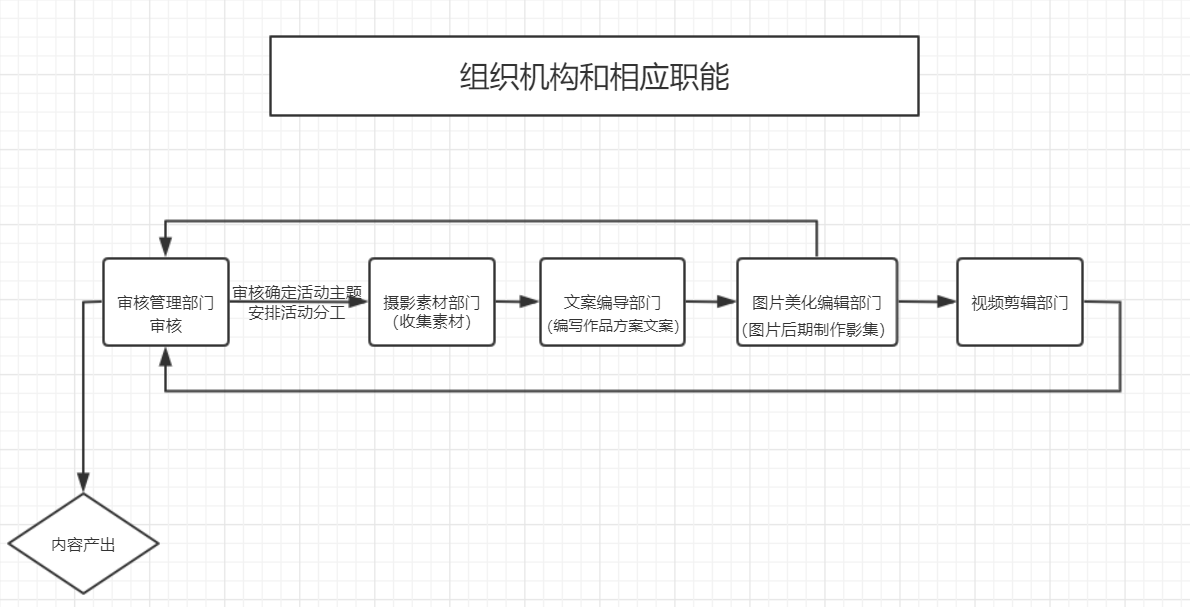 组织机构和相应职能
审核管理部门
审核
审核确定活动主题
安排活动分工
摄影素材部门
（收集素材）
文案编导部门
（编写作品方案文案）
图片美化编辑部门
（图片后期制作影集）
视频剪辑部门
内容产出